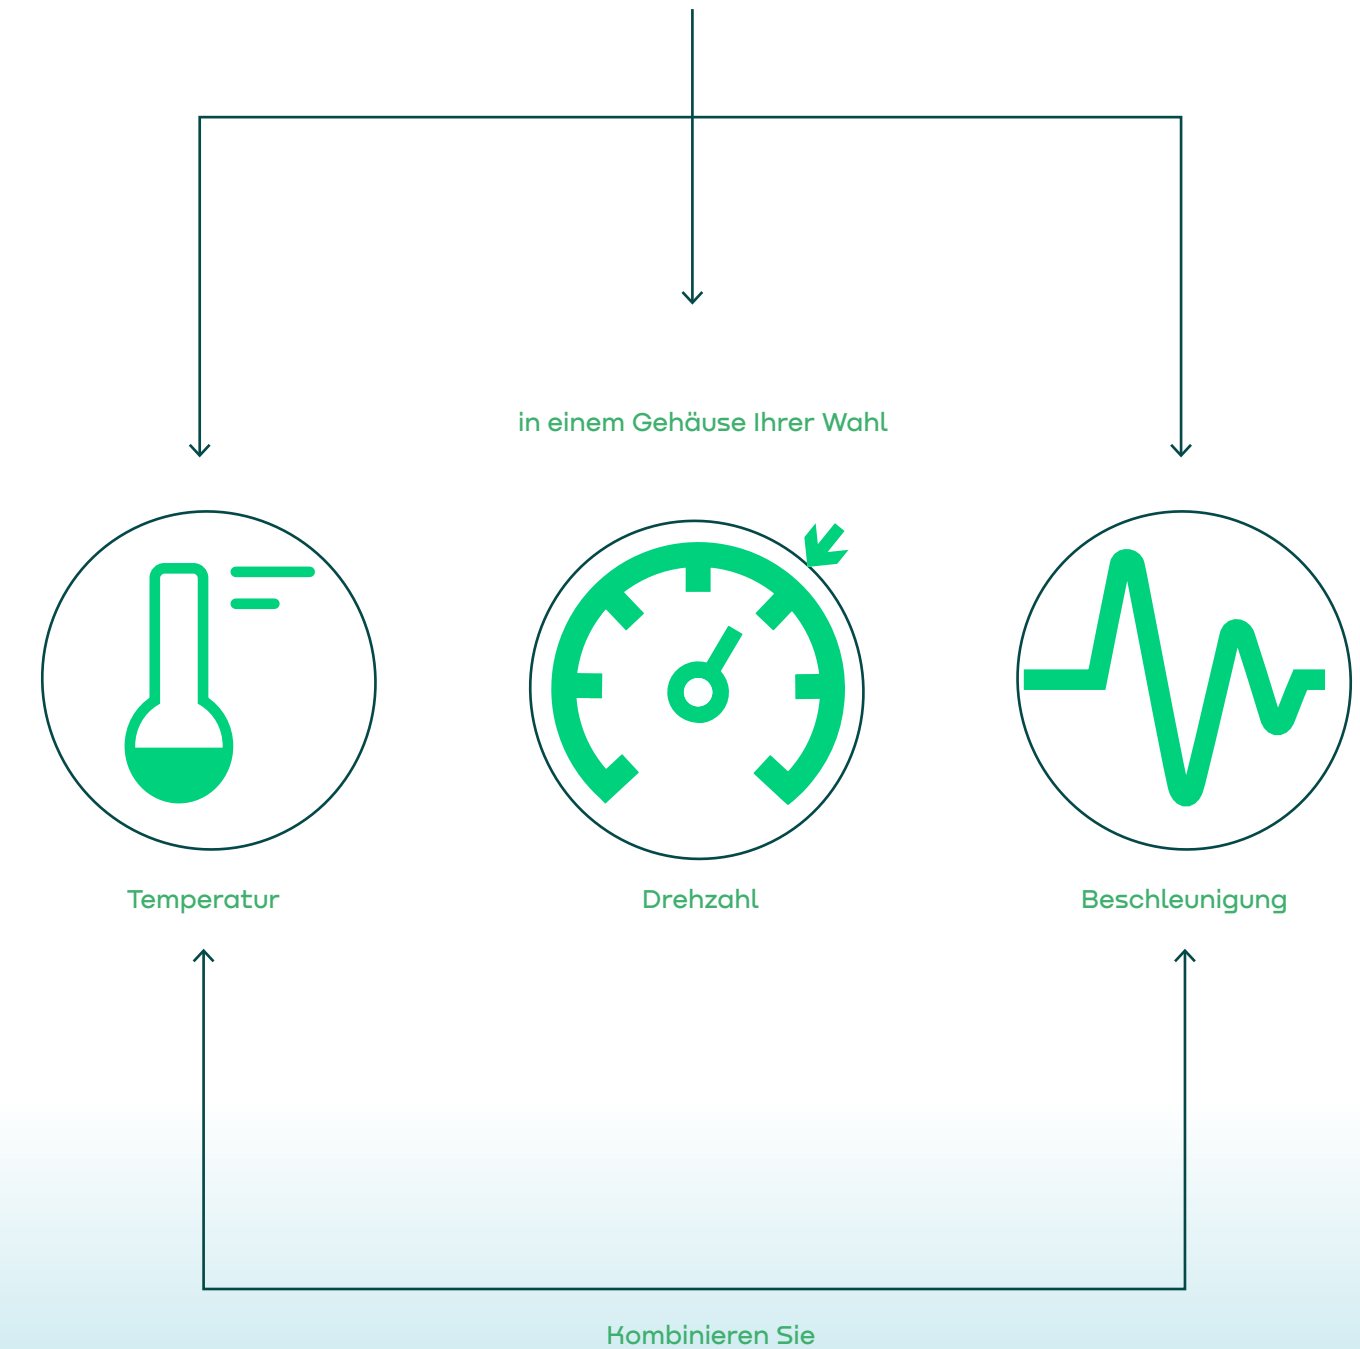 in einem Gehäuse Ihrer Wahl
Temperatur
Drehzahl
Beschleunigung
Kombinieren Sie